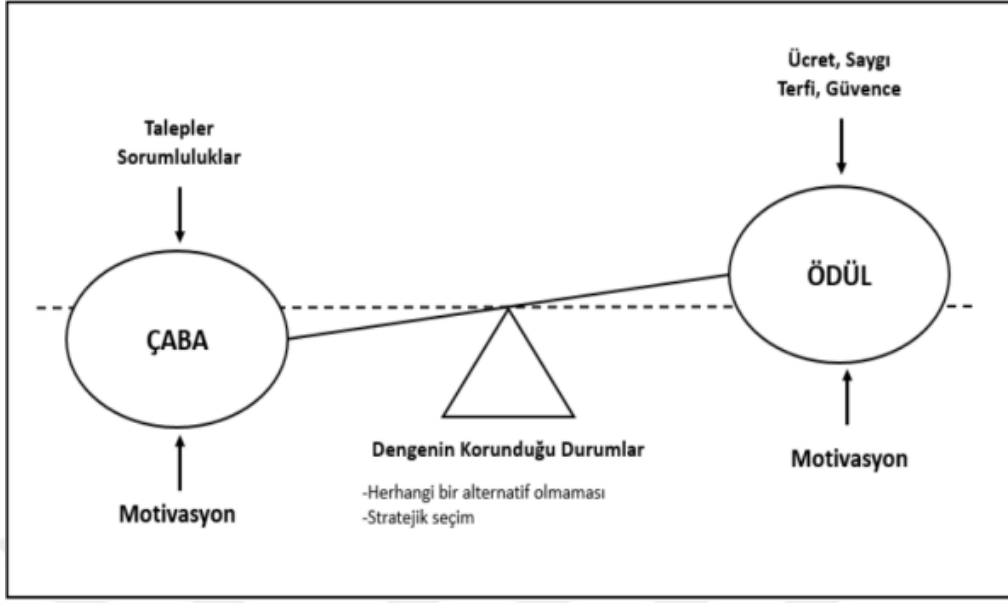 Ücret, Saygı
Terfi, Güvence
Talepler
Sorumluluklar
ÖDÜL
ÇABA
Dengenin Korunduğu Durumlar
Motivasyon
-Herhangi bir alternatif olmaması
-Stratejik seçim
Motivasyon